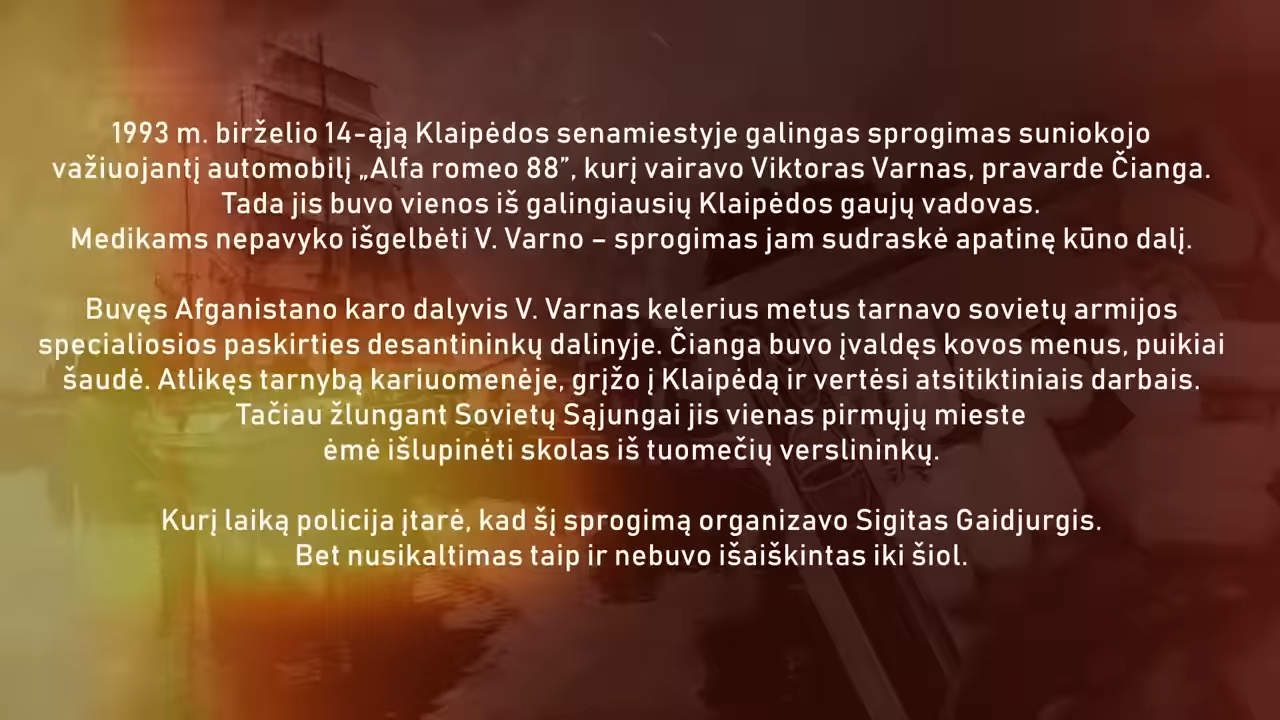 1993 m. birželio 14-ąją Klaipėdos senamiestyje galingas sprogimas suniokojo
važiuojantį automobilį „Alfa romeo 88”, kurį vairavo Viktoras Varnas, pravarde Čianga.
Tada jis buvo vienos iš galingiausių Klaipėdos gaujų vadovas.
Medikams nepavyko išgelbėti V. Varno – sprogimas jam sudraskė apatinę kūno dalį.
Buvęs Afganistano karo dalyvis V. Varnas kelerius metus tarnavo sovietų armijos
specialiosios paskirties desantininkų dalinyje. Čianga buvo įvaldęs kovos menus, puikiai
šaudė. Atlikęs tarnybą kariuomenėje, grįžo į Klaipėdą ir vertėsi atsitiktiniais darbais.
Tačiau žlungant Sovietų Sąjungai jis vienas pirmųjų mieste
ėmė išlupinėti skolas iš tuomečių verslininkų.
Kurį laiką policija įtarė, kad šį sprogimą organizavo Sigitas Gaidjurgis.
Bet nusikaltimas taip ir nebuvo išaiškintas iki šiol.